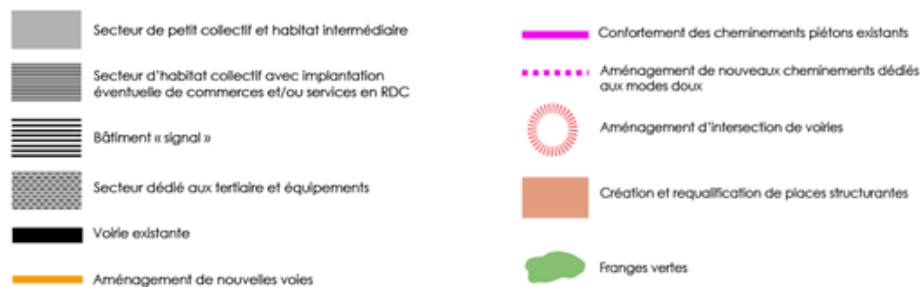 Secteur de petit collectif et habitat intermédiaire
Secteur d'habitat collectif avec implantation
éventuelle de commerces et/ou services en RDC
Bâtiment « signal »
Secteur dédié aux tertiaire et équipements
Voirie existante
Aménagement de nouvelles voies
Confortement des cheminements piétons existants
Aménagement de nouveaux cheminements dédiés
aux modes doux
Aménagement d'intersection de voiries
Création et requalification de places structurantes
Franges vertes